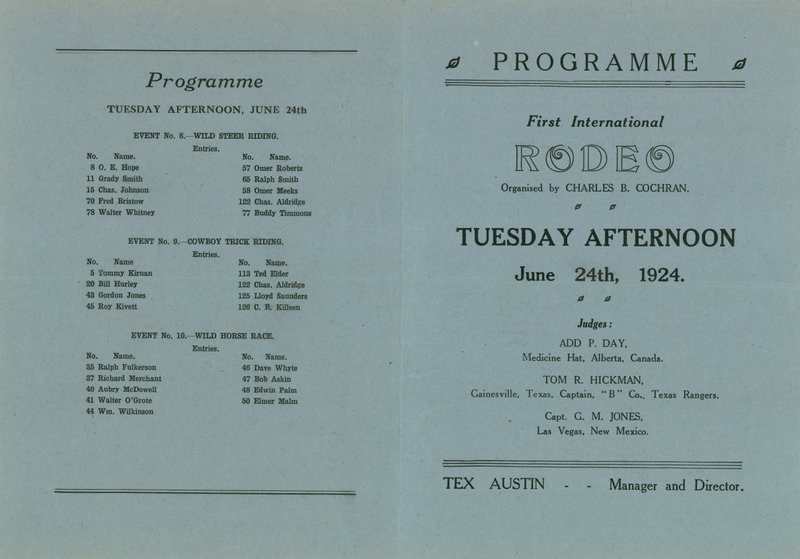 Programme
TUESDAY AFTERNOON, JUNE 24th
EVENT No. 8.—WILD STEER RIDING.
Entries.
No. Name.
8 O. E. Hope
11 Grady Smith
15 Chas. Johnson
70 Fred Bristow
78 Walter Whitney
No. Name.
57 Omer Roberts
65 Ralph Smith
58 Omer Meeks
122 Chas. Aldridge
77 Buddy Timmons
EVENT No. 9.—COWBOY TRICK RIDING.
Entries.
No. Name
5 Tommy Kirnan
20 Bill Hurley
43 Gordon Jones
45 Roy Kivett
No. Name.
113 Ted Elder
122 Chas. Aldridge
125 Lloyd Saunders
126 C. B. Killeen
EVENT No. 10.—WILD HORSE RACE.
Entries.
No. Name.
35 Ralph Fulkerson
37 Richard Merchant
40 Aubry McDowell
41 Walter O'Grote
44 Wm. Wilkinson
No. Name.
46 Dave Whyte
47 Bob Askin
48 Edwin Palm
50 Elmer Malm
PROGRAMME
First International
RODEO
Organised by CHARLES B. COCHRAN.
TUESDAY AFTERNOON
June 24th, 1924.
Judges:
ADD P. DAY,
Medicine Hat, Alberta, Canada.
TOM R. HICKMAN,
Gainesville, Texas, Captain, "B" Co., Texas Rangers.
Capt. G. M. JONES,
Las Vegas, New Mexico.
TEX AUSTIN - - Manager and Director.